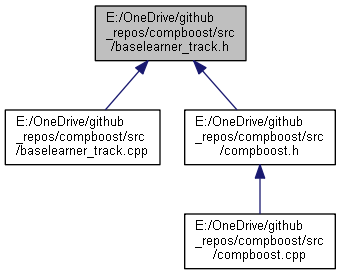 E:/OneDrive/github
_repos/compboost/src
/baselearner_track.h
E:/OneDrive/github
_repos/compboost/src
/baselearner_track.cpp
E:/OneDrive/github
_repos/compboost/src
/compboost.h
E:/OneDrive/github
_repos/compboost/src
/compboost.cpp